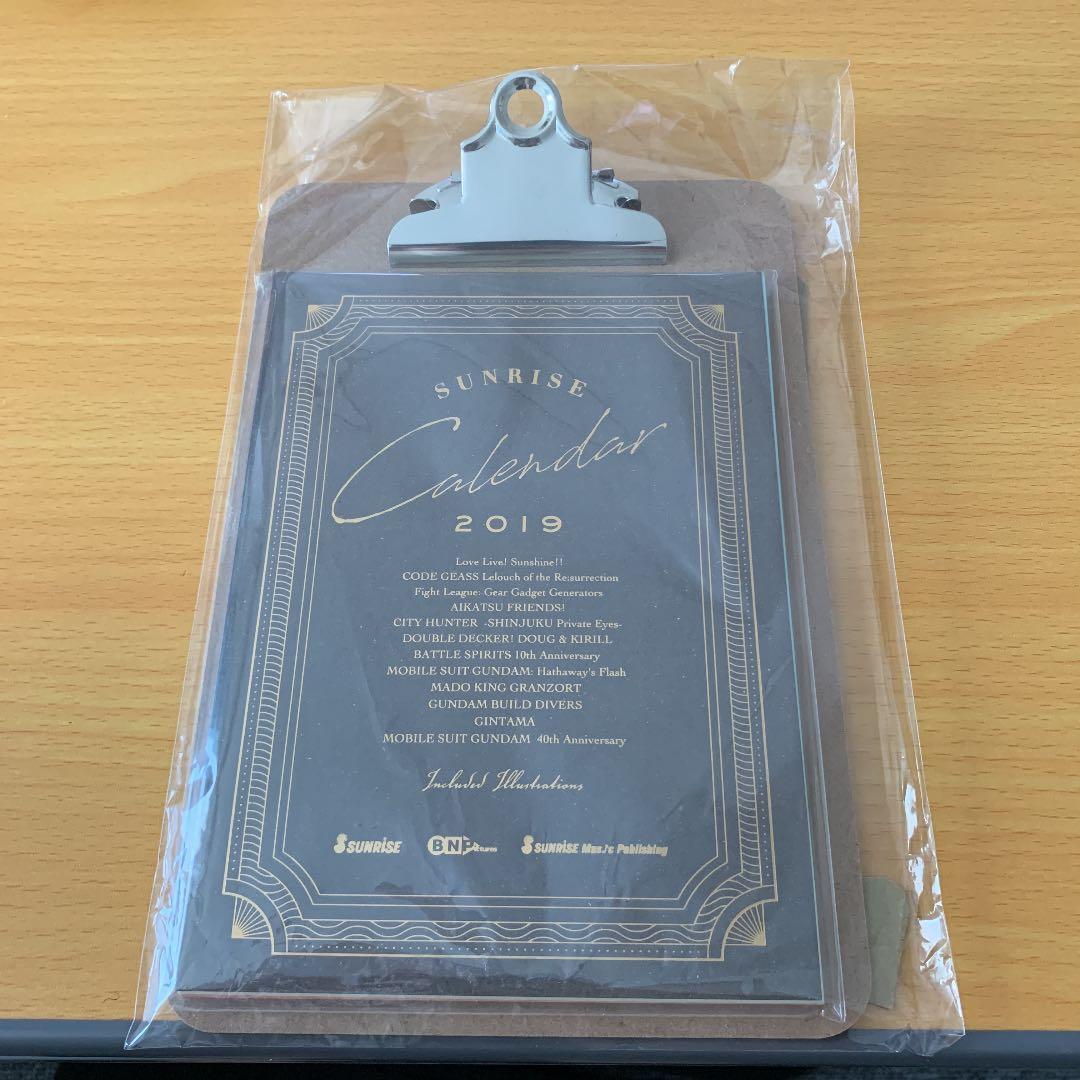 SUNRISE
Calendar
2019
Love Live! Sunshine!!
CODE GEASS Lelouch of the Re:surrection
Fight League: Gear Gadget Generators
AIKATSU FRIENDS!
CITY HUNTER -SHINJUKU Private Eyes-
DOUBLE DECKER! DOUG & KIRILL
BATTLE SPIRITS 10th Anniversary
MOBILE SUIT GUNDAM: Hathaway's Flash
MADO KING GRANZORT
GUNDAM BUILD DIVERS
GINTAMA
MOBILE SUIT GUNDAM 40th Anniversary
Included Illustrations
SUNRISE BNPictures SUNRISE Music Publishing